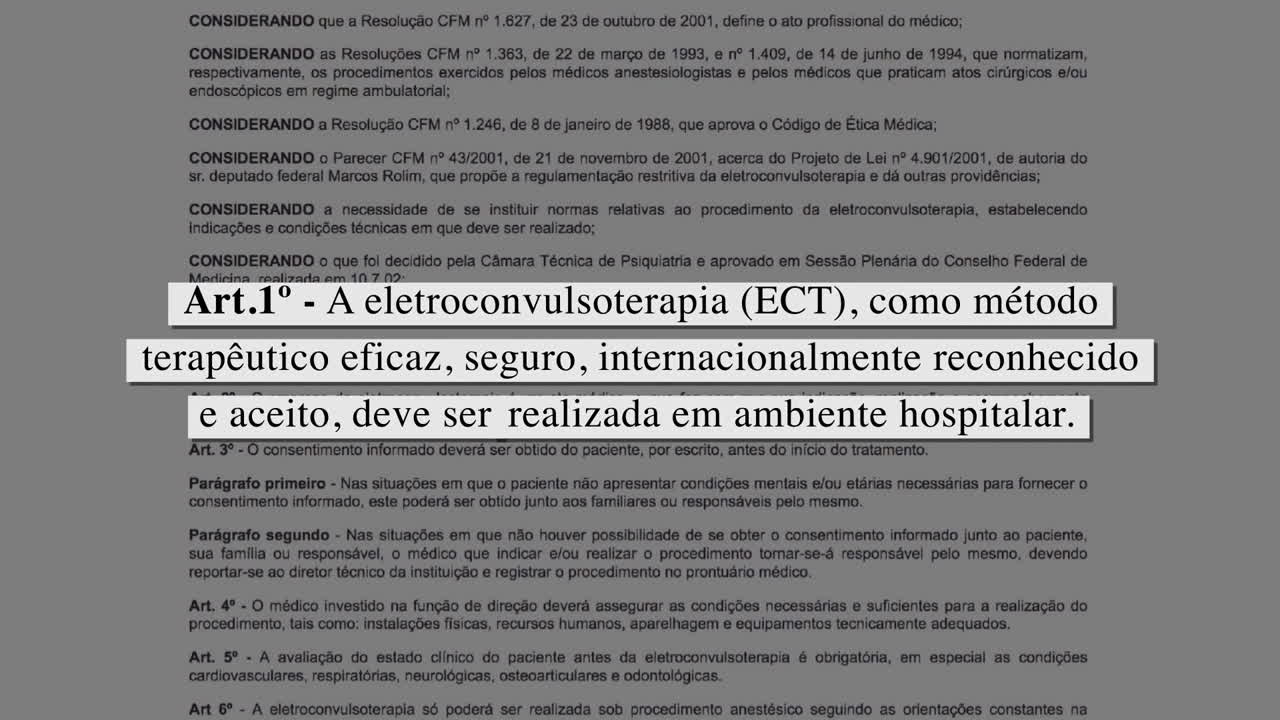 CONSIDERANDO que a Resolução CFM nº 1.627, de 23 de outubro de 2001, define o ato profissional do médico;
CONSIDERANDO as Resoluções CFM nº 1.363, de 22 de março de 1993, e nº 1.409, de 14 de junho de 1994, que normatizam,
respectivamente, os procedimentos exercidos pelos médicos anestesiologistas e pelos médicos que praticam atos cirúrgicos e/ou
endoscópicos em regime ambulatorial;
CONSIDERANDO a Resolução CFM nº 1.246, de 8 de janeiro de 1988, que aprova o Código de Ética Médica;
CONSIDERANDO o Parecer CFM nº 43/2001, de 21 de novembro de 2001, acerca do Projeto de Lei nº 4.901/2001, de autoria do
sr. deputado federal Marcos Rolim, que propõe a regulamentação restritiva da eletroconvulsoterapia e dá outras providências;
CONSIDERANDO a necessidade de se instituir normas relativas ao procedimento da eletroconvulsoterapia, estabelecendo
indicações e condições técnicas em que deve ser realizado;
CONSIDERANDO o que foi decidido pela Câmara Técnica de Psiquiatria e aprovado em Sessão Plenária do Conselho Federal de
Medicina, realizada em 10.7.02;
Art.1º - A eletroconvulsoterapia (ECT), como método
terapêutico eficaz, seguro, internacionalmente reconhecido
e aceito, deve ser realizada em ambiente hospitalar.
Art. 3º - O consentimento informado deverá ser obtido do paciente, por escrito, antes do início do tratamento.
Parágrafo primeiro - Nas situações em que o paciente não apresentar condições mentais e/ou etárias necessárias para fornecer o
consentimento informado, este poderá ser obtido junto aos familiares ou responsáveis pelo mesmo.
Parágrafo segundo - Nas situações em que não houver possibilidade de se obter o consentimento informado junto ao paciente,
sua família ou responsável, o médico que indicar e/ou realizar o procedimento tornar-se-á responsável pelo mesmo, devendo
reportar-se ao diretor técnico da instituição e registrar o procedimento no prontuário médico.
Art. 4º - O médico investido na função de direção deverá assegurar as condições necessárias e suficientes para a realização do
procedimento, tais como: instalações físicas, recursos humanos, aparelhagem e equipamentos tecnicamente adequados.
Art. 5º - A avaliação do estado clínico do paciente antes da eletroconvulsoterapia é obrigatória, em especial as condições
cardiovasculares, respiratórias, neurológicas, osteoarticulares e odontológicas.
Art 6º - A eletroconvulsoterapia só poderá ser realizada sob procedimento anestésico seguindo as orientações constantes na